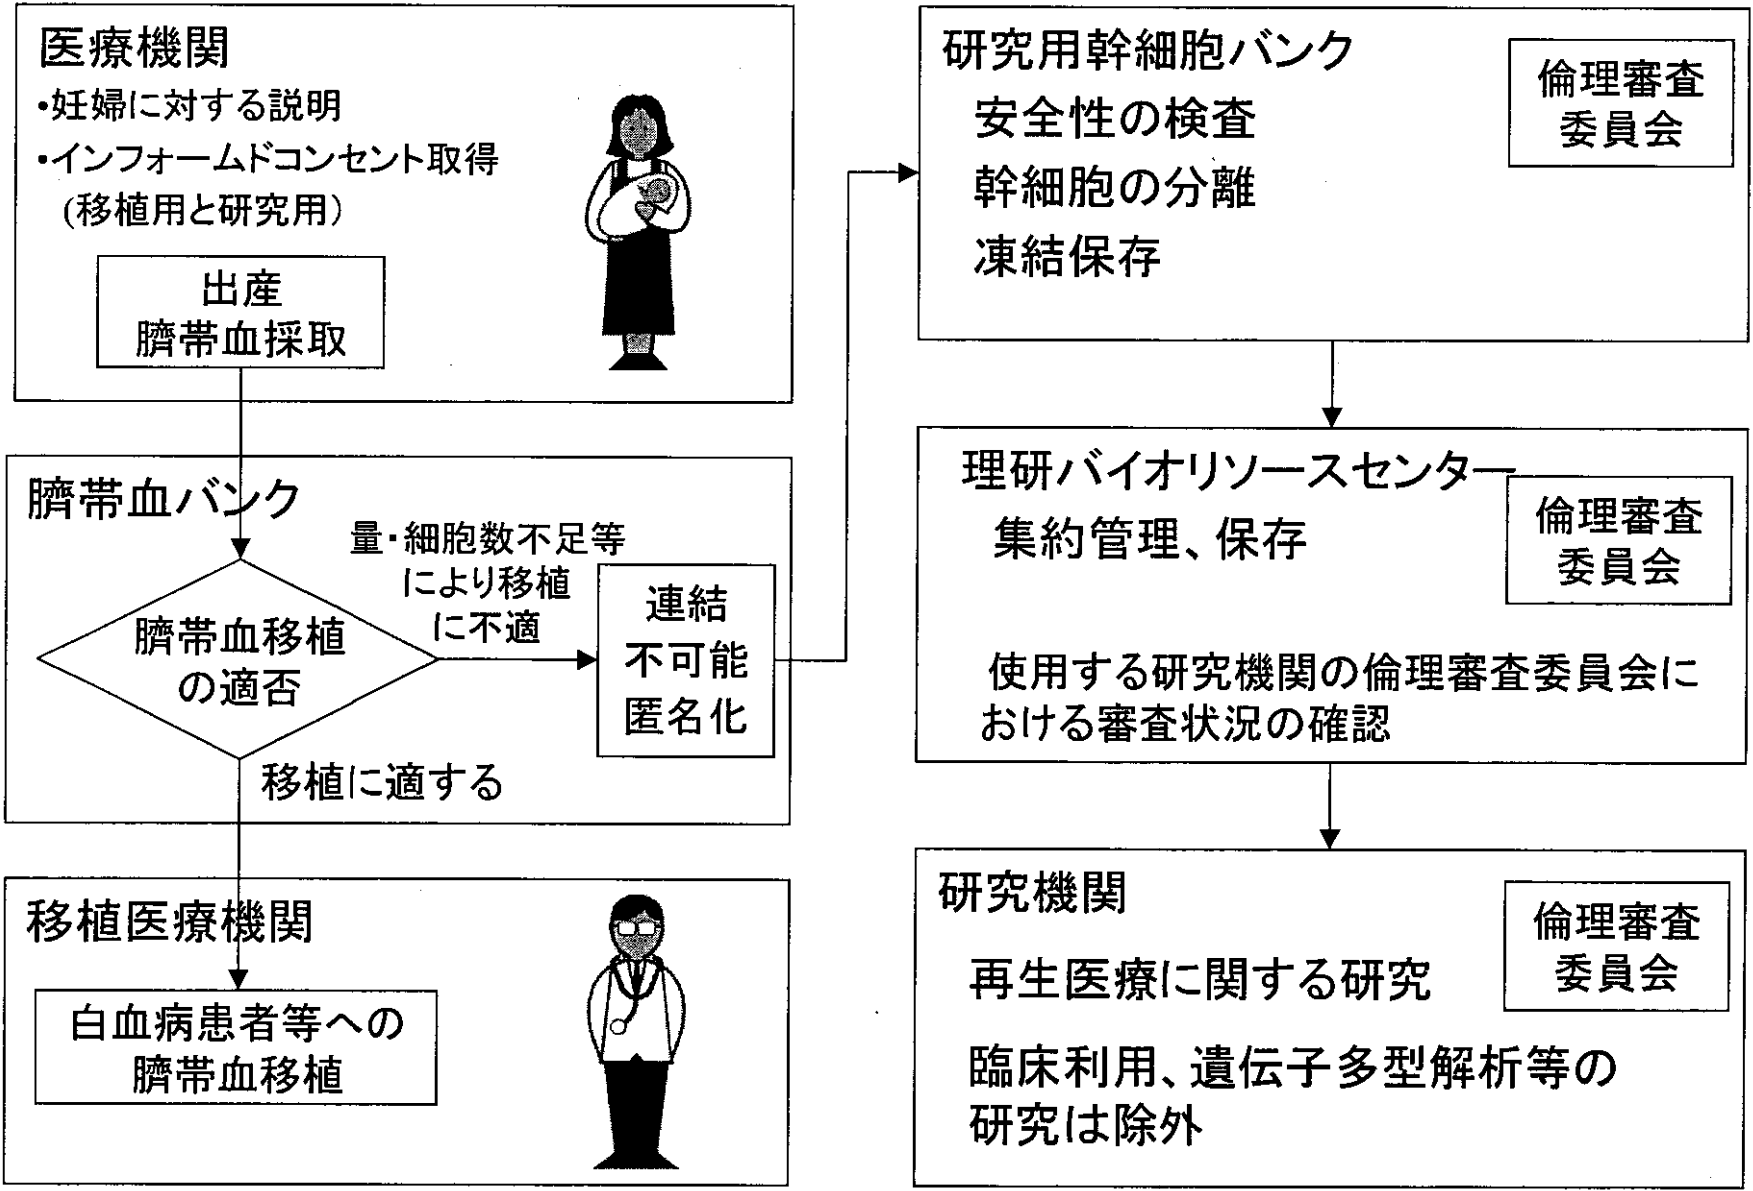 医療機関
・妊婦に対する説明
・インフォームドコンセント取得
(移植用と研究用)
出産
臍帯血採取
臍帯血バンク
量・細胞数不足等
により移植
に不適
臍帯血移植
の適否
連結
不可能
匿名化
移植に適する
移植医療機関
白血病患者等への
臍帯血移植
研究用幹細胞バンク
倫理審査
委員会
安全性の検査
幹細胞の分離
凍結保存
理研バイオリソースセンター
倫理審査
委員会
集約管理、保存
使用する研究機関の倫理審査委員会に
おける審査状況の確認
研究機関
倫理審査
委員会
再生医療に関する研究
臨床利用、遺伝子多型解析等の
研究は除外